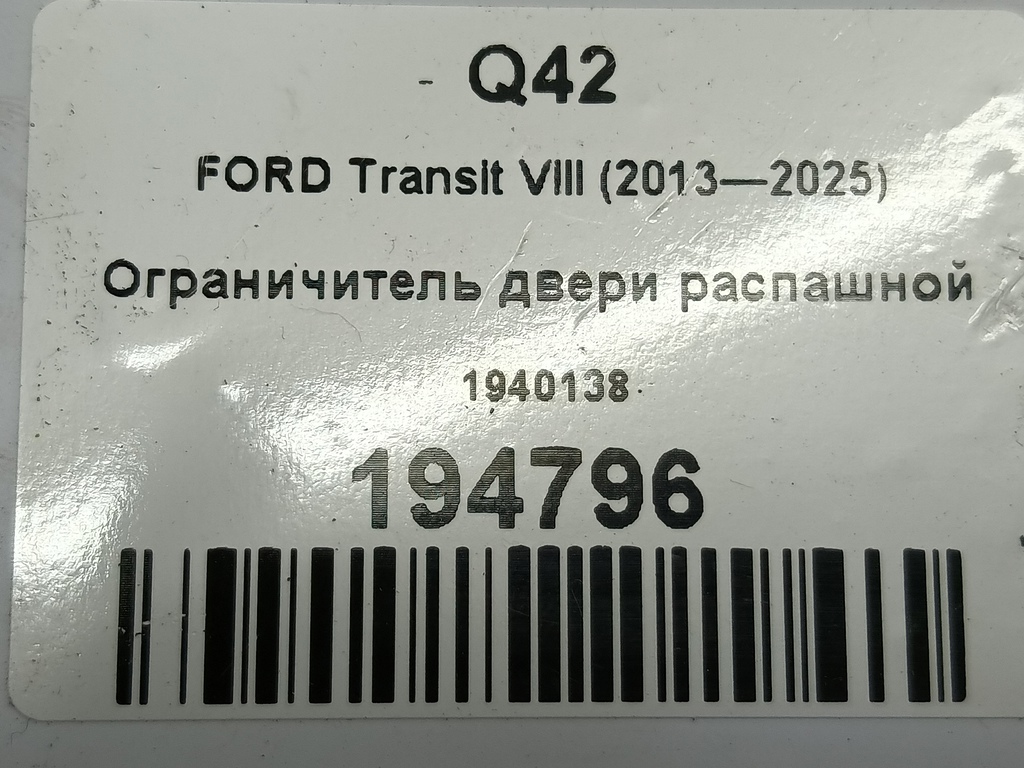 - Q42
FORD Transit VIII (2013—2025)
Ограничитель двери распашной
1940138
194796